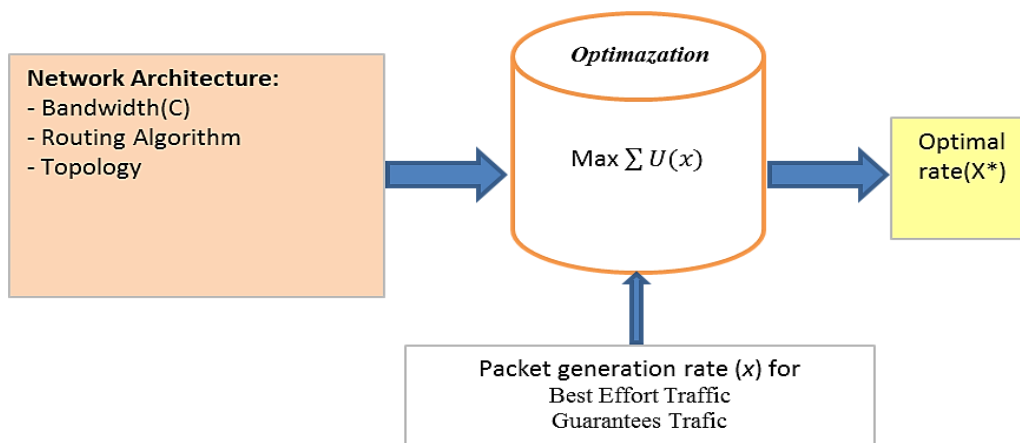 Network Architecture:
- Bandwidth(C)
- Routing Algorithm
- Topology
Optimazation
Max ∑ U(x)
Optimal
rate(X*)
Packet generation rate (x) for
Best Effort Traffic
Guarantees Trafic